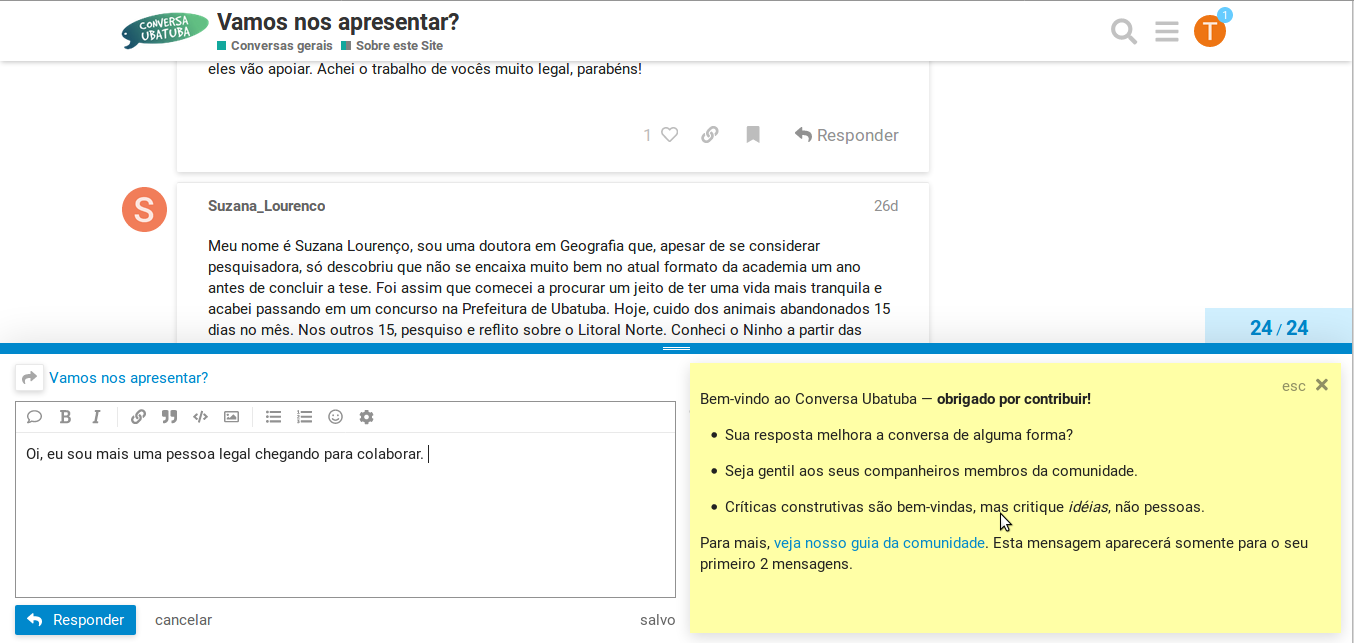 CONVERSA
UBATUBA
Vamos nos apresentar?
Conversas gerais Sobre este Site
T
1
eles vão apoiar. Achei o trabalho de vocês muito legal, parabéns!
1 Responder
S
Suzana_Lourenco 26d
Meu nome é Suzana Lourenço, sou uma doutora em Geografia que, apesar de se considerar
pesquisadora, só descobriu que não se encaixa muito bem no atual formato da academia um ano
antes de concluir a tese. Foi assim que comecei a procurar um jeito de ter uma vida mais tranquila e
acabei passando em um concurso na Prefeitura de Ubatuba. Hoje, cuido dos animais abandonados 15
dias no mês. Nos outros 15, pesquiso e reflito sobre o Litoral Norte. Conheci o Ninho a partir das
24 / 24
Vamos nos apresentar?
B I
Oi, eu sou mais uma pessoa legal chegando para colaborar.
Responder cancelar salvo
esc
Bem-vindo ao Conversa Ubatuba — obrigado por contribuir!
• Sua resposta melhora a conversa de alguma forma?
• Seja gentil aos seus companheiros membros da comunidade.
• Críticas construtivas são bem-vindas, mas critique idéias, não pessoas.
Para mais, veja nosso guia da comunidade. Esta mensagem aparecerá somente para o seu
primeiro 2 mensagens.